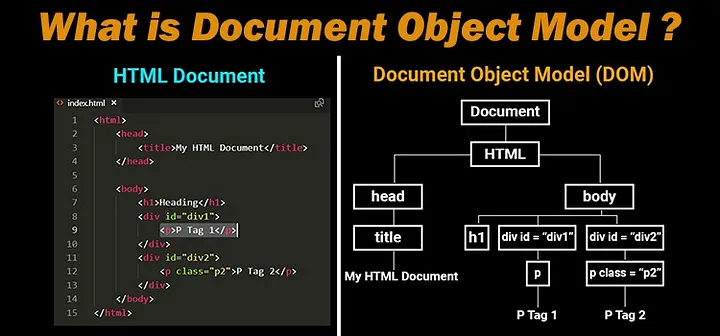 What is Document Object Model ?
HTML Document
index.html
1 <html>
2 <head>
3 <title>My HTML Document</title>
4 </head>
5
6 <body>
7 <h1>Heading</h1>
8 <div id="div1">
9 <p>P Tag 1</p>
10 </div>
11 <div id="div2">
12 <p class="p2">P Tag 2</p>
13 </div>
14 </body>
15 </html>
Document Object Model (DOM)
Document
HTML
head body
title h1 div id = “div1” div id = “div2”
My HTML Document p p class = “p2”
P Tag 1 P Tag 2